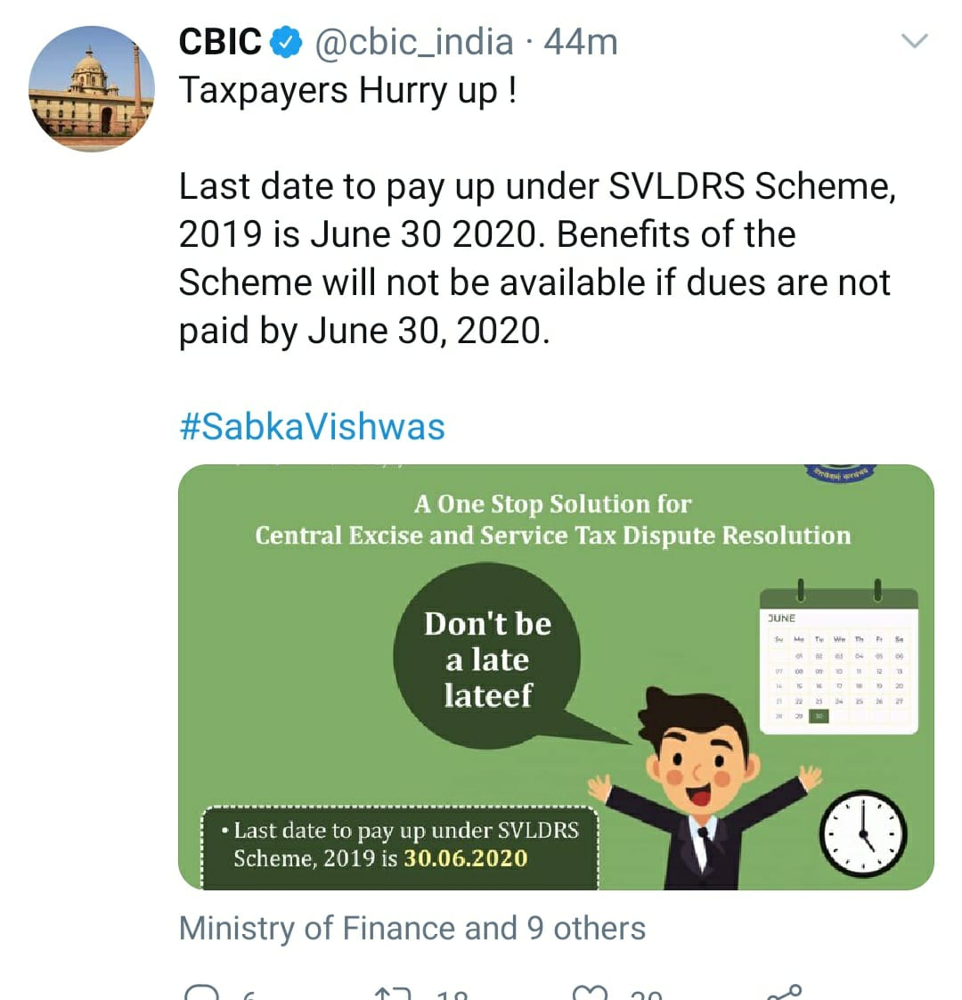 CBIC @cbic_india · 44m
Taxpayers Hurry up !
Last date to pay up under SVLDRS Scheme,
2019 is June 30 2020. Benefits of the
Scheme will not be available if dues are not
paid by June 30, 2020.
#SabkaVishwas
A One Stop Solution for
Central Excise and Service Tax Dispute Resolution
Don't be
a late
lateef
JUNE
Su Mo Tu We Th Fr Sa
01 02 03 04 05 06
07 08 09 10 11 12 13
14 15 16 17 18 19 20
21 22 23 24 25 26 27
28 29 30
• Last date to pay up under SVLDRS
Scheme, 2019 is 30.06.2020
Ministry of Finance and 9 others